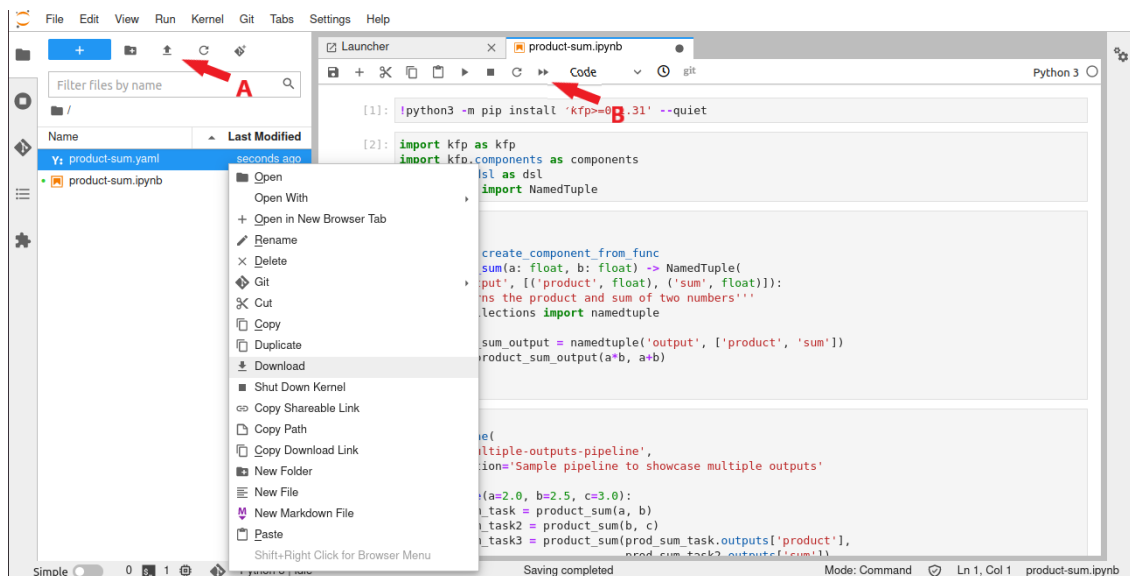 File Edit View Run Kernel Git Tabs Settings Help
Launcher
product-sum.ipynb
Filter files by name
A
Code
git
Python 3
B
/
Name Last Modified
Y: product-sum.yaml seconds ago
product-sum.ipynb
Open
Open With
Open in New Browser Tab
Rename
Delete
Git
Cut
Copy
Duplicate
Download
Shut Down Kernel
Copy Shareable Link
Copy Path
Copy Download Link
New Folder
New File
New Markdown File
Paste
Shift+Right Click for Browser Menu
[1]: !python3 -m pip install 'kfp>=0 .31' --quiet
[2]: import kfp as kfp
import kfp.components as components
dsl as dsl
import NamedTuple
create_component_from_func
sum(a: float, b: float) -> NamedTuple(
put', [('product', float), ('sum', float)]):
ns the product and sum of two numbers'''
llections import namedtuple
sum_output = namedtuple('output', ['product', 'sum'])
product_sum_output(a*b, a+b)
ne(
ultiple-outputs-pipeline',
ion='Sample pipeline to showcase multiple outputs'
(a=2.0, b=2.5, c=3.0):
_task = product_sum(a, b)
_task2 = product_sum(b, c)
_task3 = product_sum(prod_sum_task.outputs['product'],
prod_sum_task2.outputs['sum'])
Simple 0 1 Idle Saving completed Mode: Command Ln 1, Col 1 product-sum.ipynb